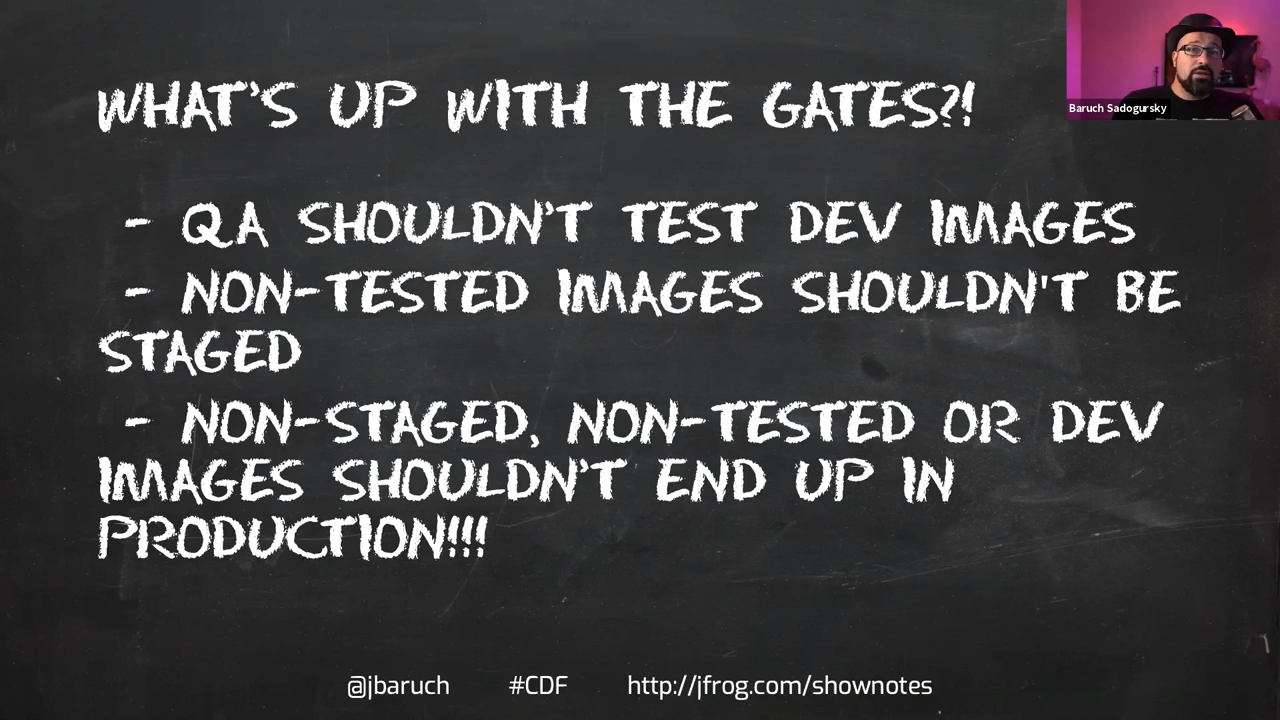 WHAT'S UP WITH THE GATES?!
Baruch Sadogursky
- QA SHOULDN'T TEST DEV IMAGES
- NON-TESTED IMAGES SHOULDN'T BE
STAGED
- NON-STAGED, NON-TESTED OR DEV
IMAGES SHOULDN'T END UP IN
PRODUCTION!!!
@jbaruch #CDF http://jfrog.com/shownotes